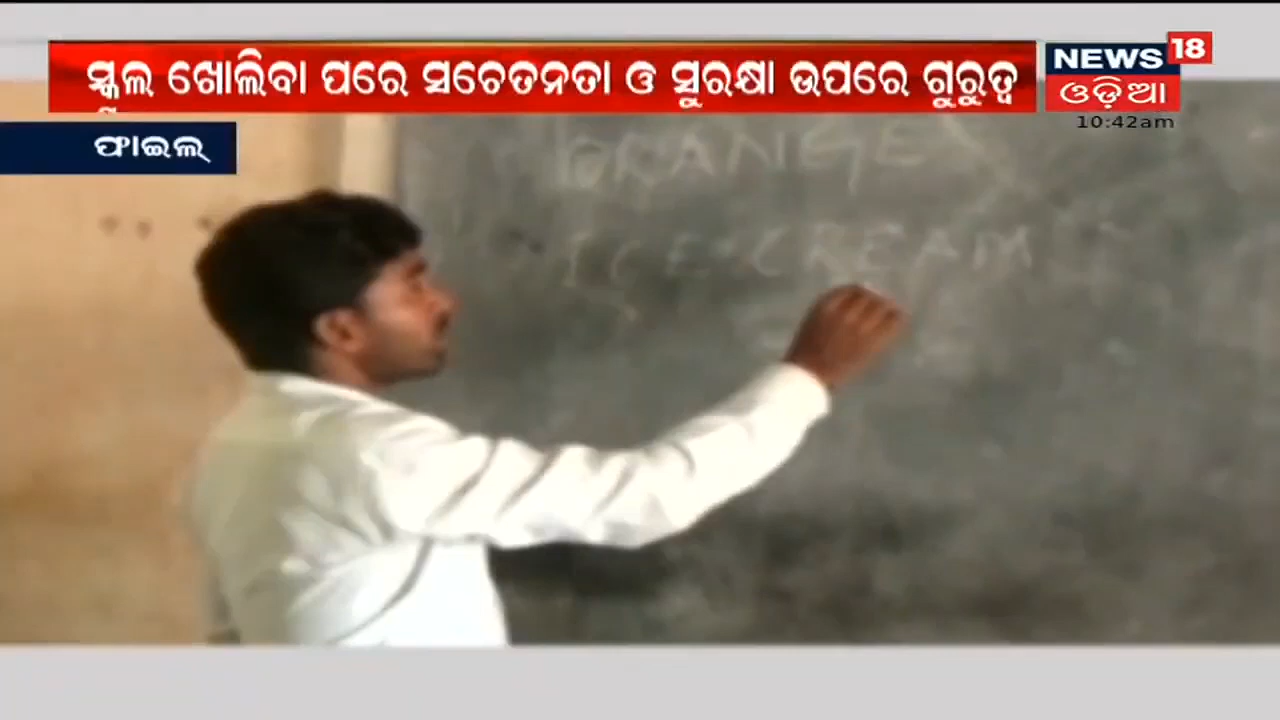 ସ୍କୁଲ ଖୋଲିବା ପରେ ସଚେତନତା ଓ ସୁରକ୍ଷା ଉପରେ ଗୁରୁତ୍ୱ
NEWS 18
ଓଡ଼ିଆ
10:42am
ଫାଇଲ୍
ORANGE
ICE-CREAM